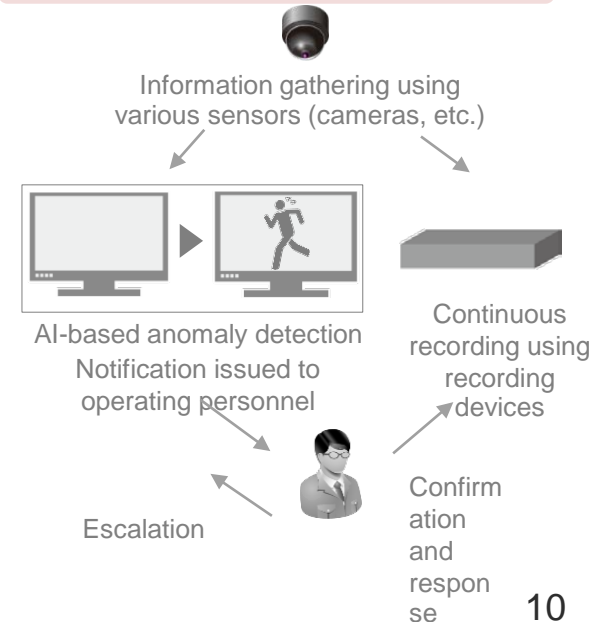 Information gathering using
various sensors (cameras, etc.)
AI-based anomaly detection
Notification issued to
operating personnel
Continuous
recording using
recording
devices
Escalation
Confirm
ation
and
respon
se
10